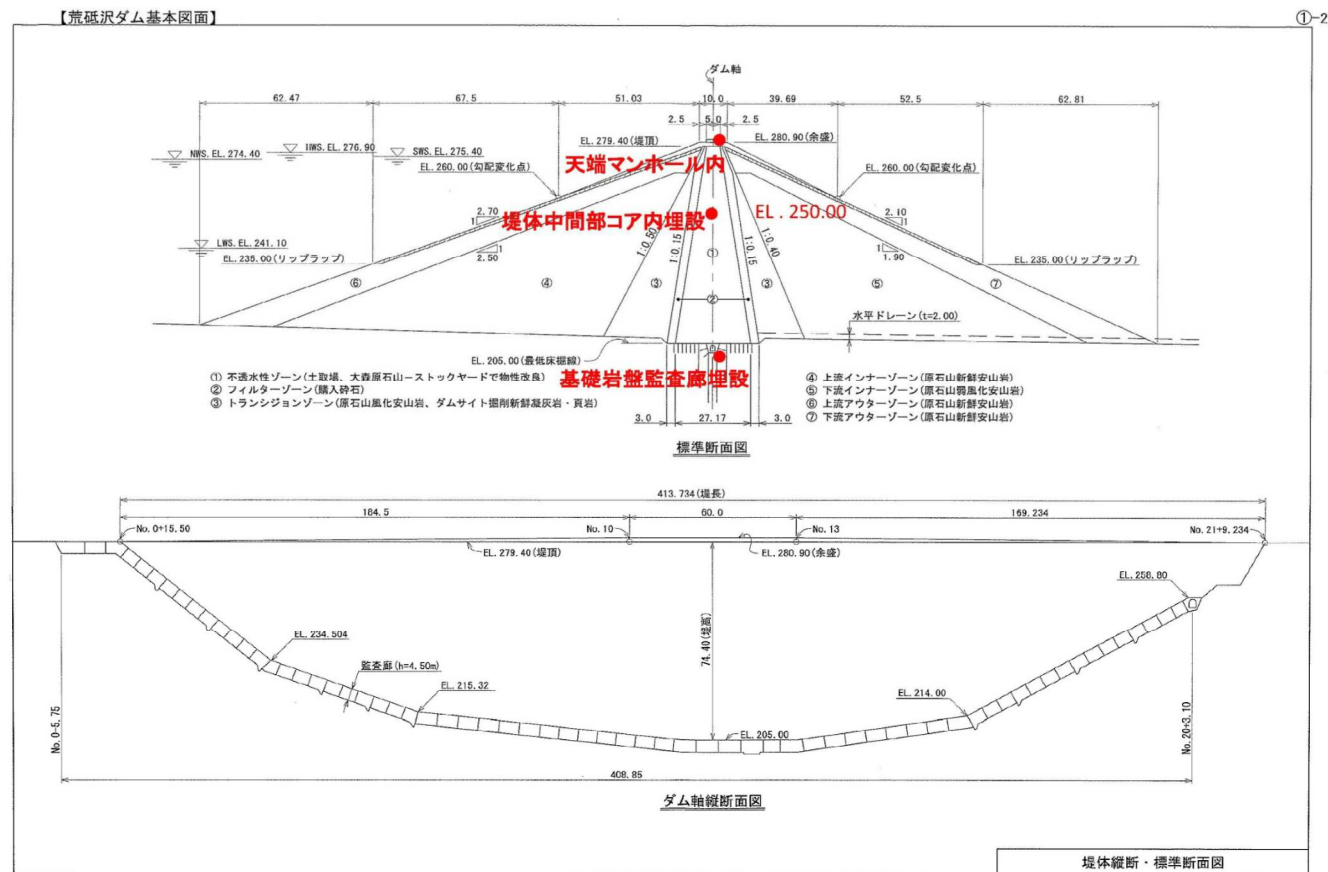 【荒砥沢ダム基本図面】
①-2
ダム軸
62.47
67.5
51.03
10.0
39.69
52.5
62.81
2.5
5.0
2.5
NWS.EL.274.40
HWS.EL.276.90
SWS.EL.275.40
EL.279.40(堤頂)
EL.280.90(余盛)
天端マンホール内
EL.260.00(勾配変化点)
EL.260.00(勾配変化点)
2.70
1
堤体中間部コア内埋設
EL.250.00
2.10
1
LWS.EL.241.10
1
2.50
1:0.50
1:0.15
①
1:0.15
1:0.40
1
1.90
EL.235.00(リップラップ)
EL.235.00(リップラップ)
⑥
④
③
②
③
⑤
⑦
水平ドレーン(t=2.00)
EL.205.00(最低床掘線)
基礎岩盤監査廊埋設
① 不透水性ゾーン(土取場、大森原石山－ストックヤードで物性改良)
② フィルターゾーン(購入砕石)
③ トランシジョンゾーン(原石山風化安山岩、ダムサイト掘削新鮮凝灰岩・頁岩)
④ 上流インナーゾーン(原石山新鮮安山岩)
⑤ 下流インナーゾーン(原石山弱風化安山岩)
⑥ 上流アウターゾーン(原石山新鮮安山岩)
⑦ 下流アウターゾーン(原石山新鮮安山岩)
3.0
27.17
3.0
標準断面図
413.734(堤長)
184.5
60.0
169.234
No.0+15.50
No.10
No.13
No.21+9.234
EL.279.40(堤頂)
EL.280.90(余盛)
EL.258.80
74.40(堤高)
EL.234.504
監査廊(h=4.50m)
EL.215.32
EL.214.00
EL.205.00
No.0-5.75
No.20+3.10
408.85
ダム軸縦断面図
堤体縦断・標準断面図